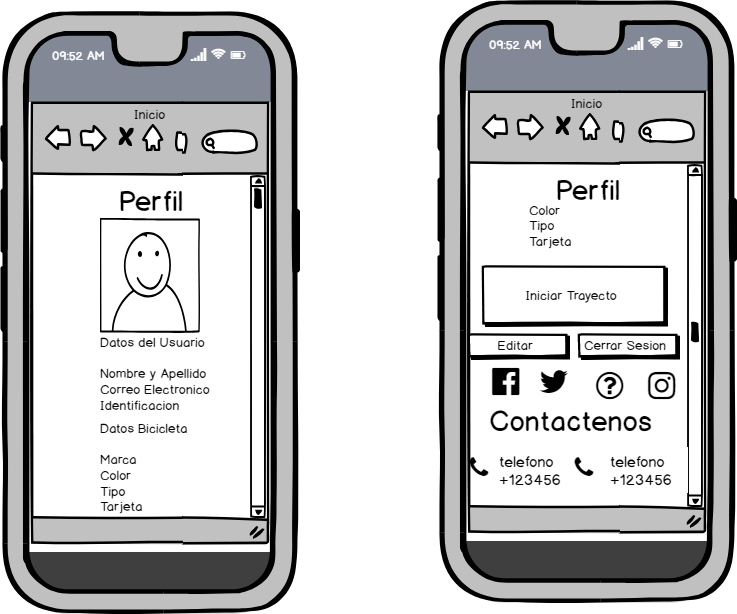 09:52 AM
Inicio
Perfil
Datos del Usuario
Nombre y Apellido
Correo Electronico
Identificacion
Datos Bicicleta
Marca
Color
Tipo
Tarjeta
09:52 AM
Inicio
Perfil
Color
Tipo
Tarjeta
Iniciar Trayecto
Editar
Cerrar Sesion
?
Contactenos
telefono
+123456
telefono
+123456